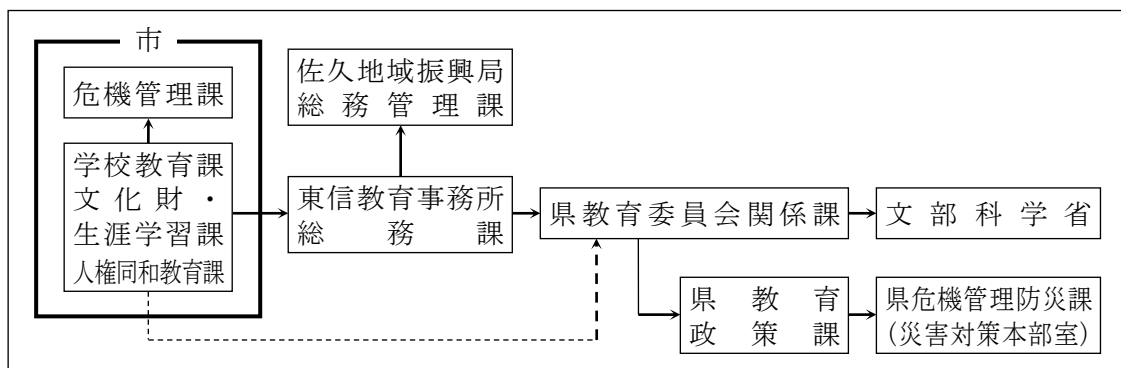 市
危機管理課
学校教育課
文化財・
生涯学習課
人権同和教育課
佐久地域振興局
総務管理課
東信教育事務所
総務課
県教育委員会関係課
文部科学省
県教育
政策課
県危機管理防災課
(災害対策本部室)